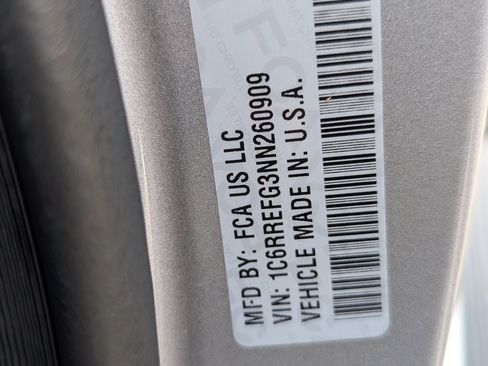 MFD BY: FCA US LLC
VIN: 1C6RREFG3NN260909
VEHICLE MADE IN: U.S.A.